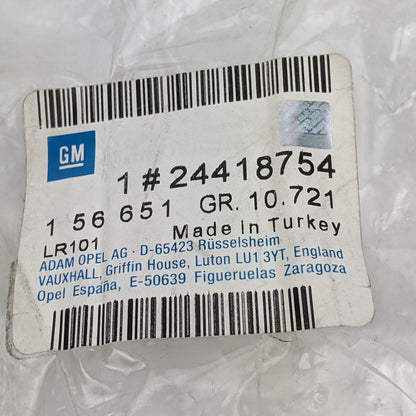 GM
1 # 24418754
1 56 651 GR. 10.721
LR101 Made In Turkey
ADAM OPEL AG · D-65423 Rüsselsheim
VAUXHALL, Griffin House, Luton LU1 3YT, England
Opel España, E-50639 Figueruelas Zaragoza